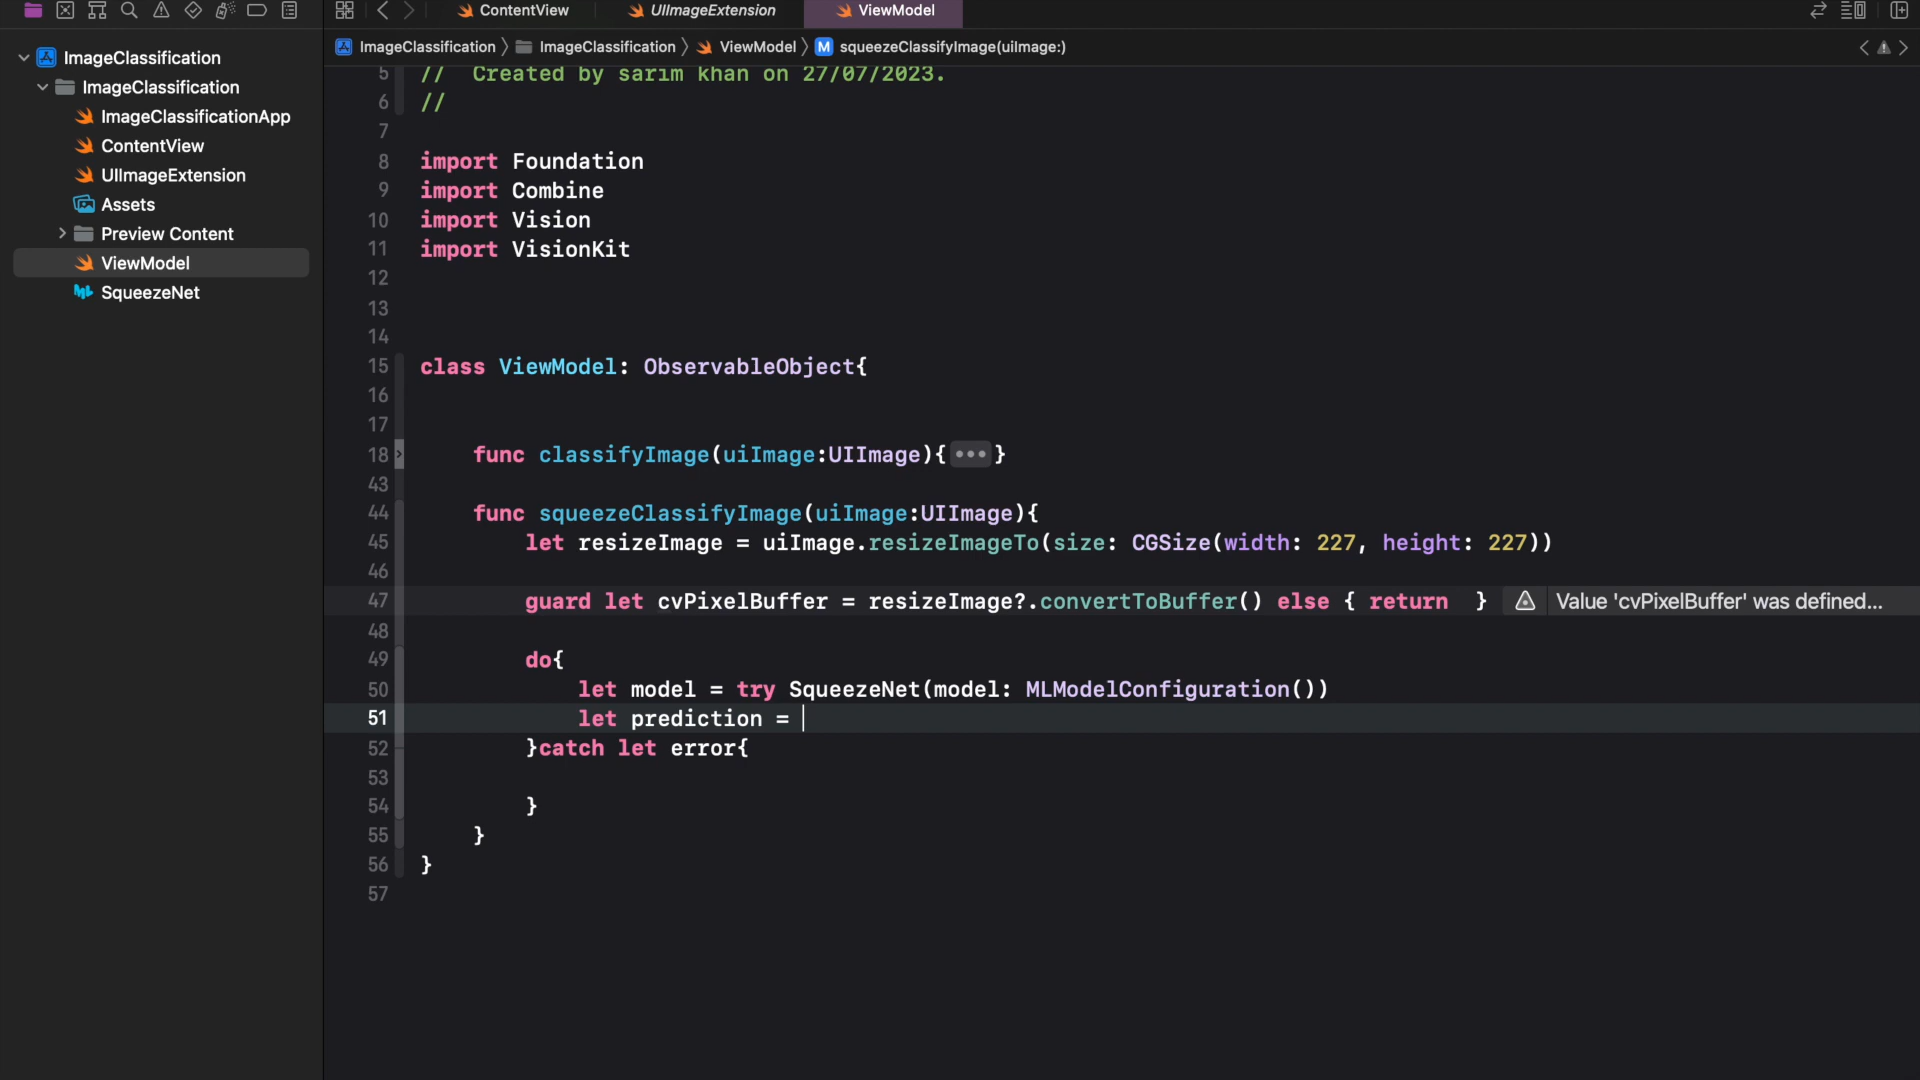 ContentView
UIImageExtension
ViewModel
ImageClassification
ImageClassification
ImageClassificationApp
ContentView
UIImageExtension
Assets
Preview Content
ViewModel
SqueezeNet
ImageClassification ImageClassification ViewModel M squeezeClassifyImage(uiImage:)
5 //  Created by sarim khan on 27/07/2023.
6 //
7
8 import Foundation
9 import Combine
10 import Vision
11 import VisionKit
12
13
14
15 class ViewModel: ObservableObject{
16
17
18 func classifyImage(uiImage:UIImage){•••}
43
44 func squeezeClassifyImage(uiImage:UIImage){
45 let resizeImage = uiImage.resizeImageTo(size: CGSize(width: 227, height: 227))
46
47 guard let cvPixelBuffer = resizeImage?.convertToBuffer() else { return  } Value 'cvPixelBuffer' was defined...
48
49 do{
50 let model = try SqueezeNet(model: MLModelConfiguration())
51 let prediction =
52 }catch let error{
53
54 }
55 }
56 }
57